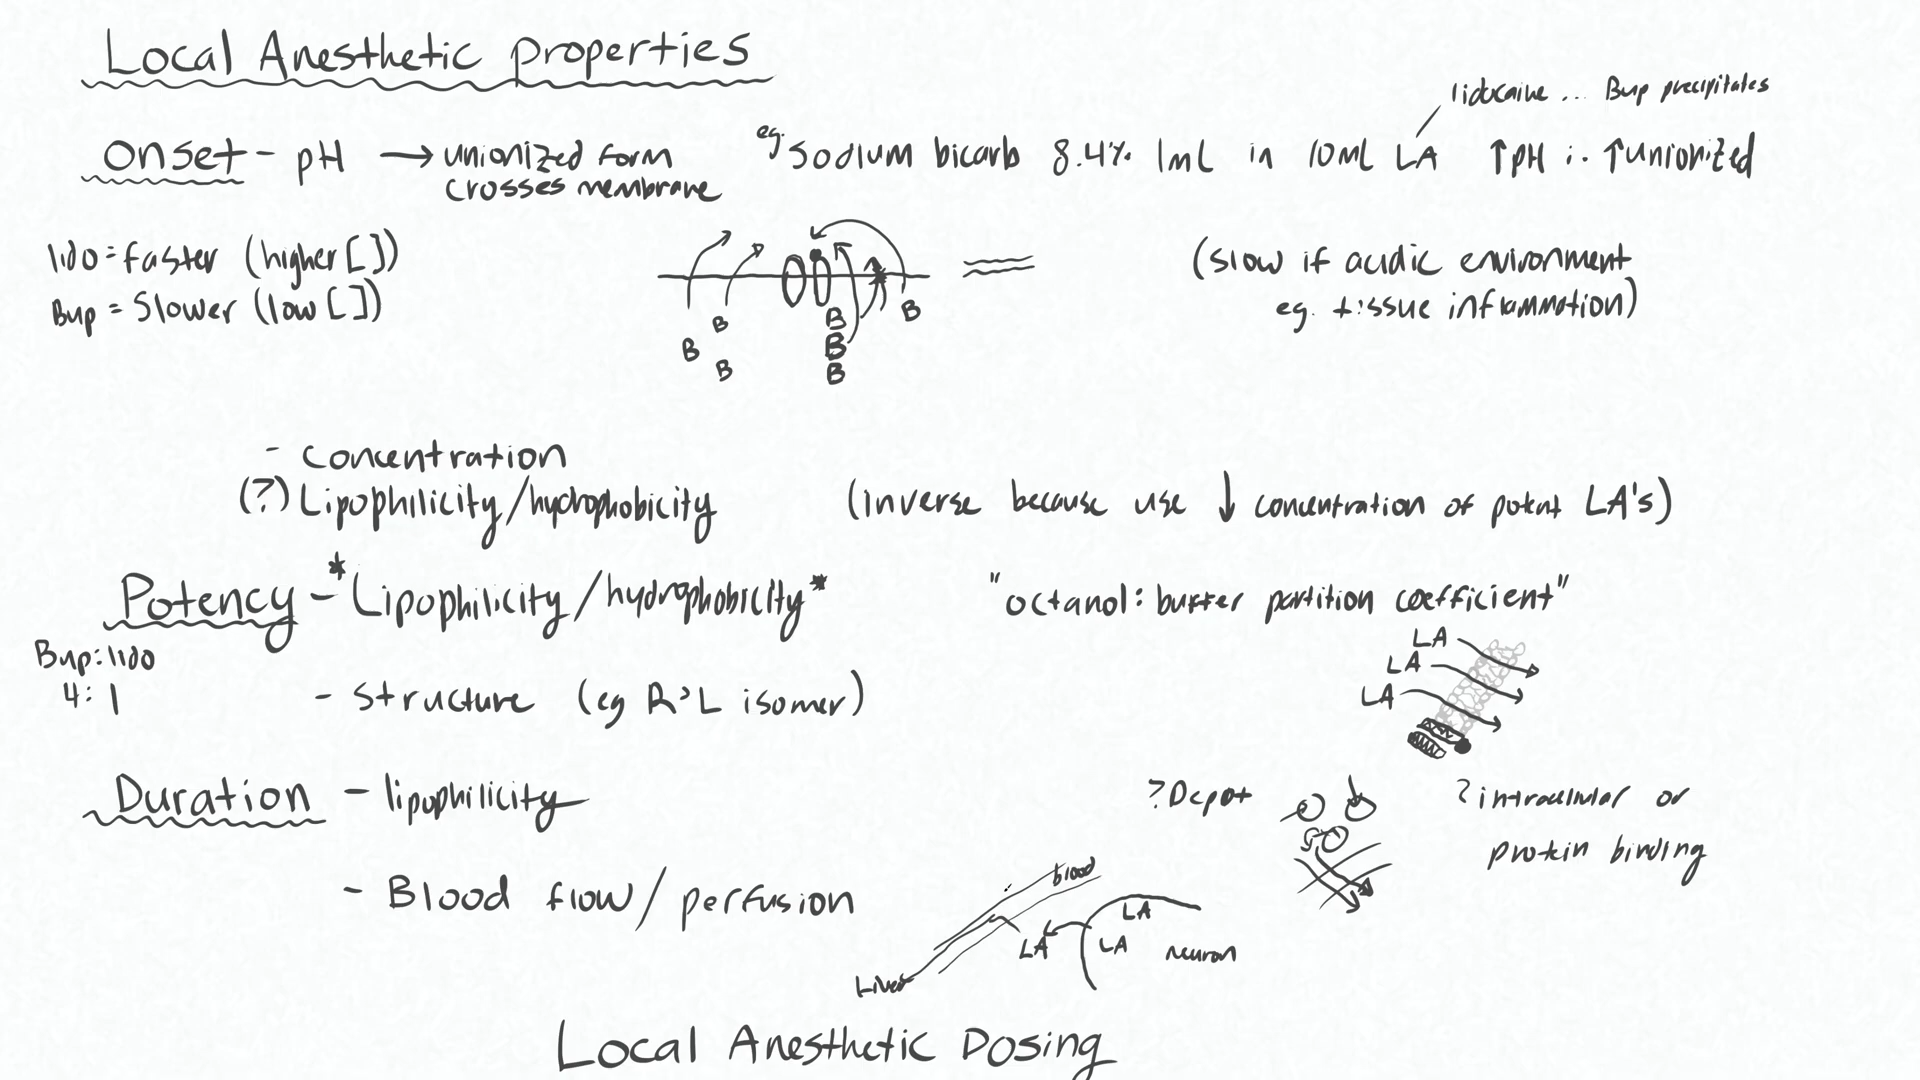 Local Anesthetic properties
lidocaine ... Bup precipitates
onset - pH → unionized form
crosses membrane
eg. Sodium bicarb 8.4% 1mL in 10mL LA ↑pH ∴ ↑unionized
lido = faster (higher [ ])
Bup = Slower (low [ ])
(slow if acidic environment
eg. tissue inflammation)
B
B
B
B
B
B
B
- concentration
(?) Lipophilicity/hydrophobicity (inverse because use ↓ concentration of potent LA's)
Potency - *Lipophilicity/hydrophobicity* "octanol: buffer partition coefficient"
Bup: lido
4: 1
LA
LA
LA
- structure (eg R > L isomer)
Duration - lipophilicity
? Depot
? intracellular or
protein binding
- Blood flow/perfusion
blood
LA
LA
LA
neuron
Liver
Local Anesthetic Dosing